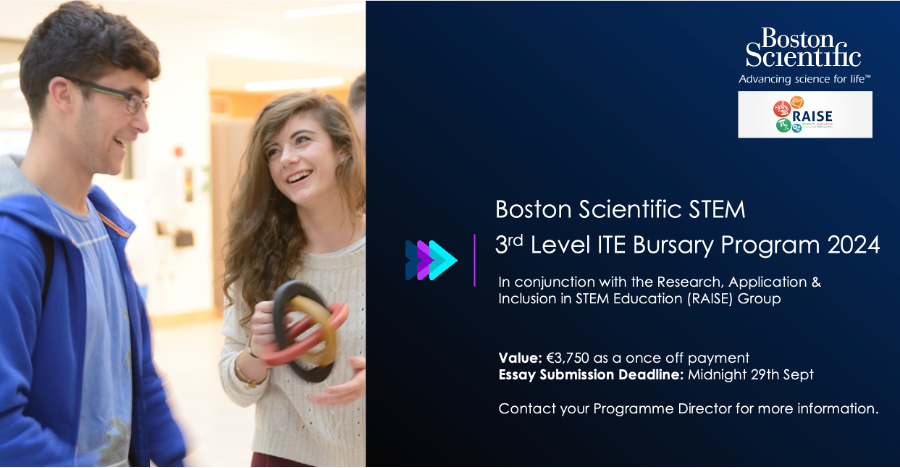 Boston
Scientific
Advancing science for life™
RAISE
Boston Scientific STEM
3rd Level ITE Bursary Program 2024
In conjunction with the Research, Application &
Inclusion in STEM Education (RAISE) Group
Value: €3,750 as a once off payment
Essay Submission Deadline: Midnight 29th Sept
Contact your Programme Director for more information.